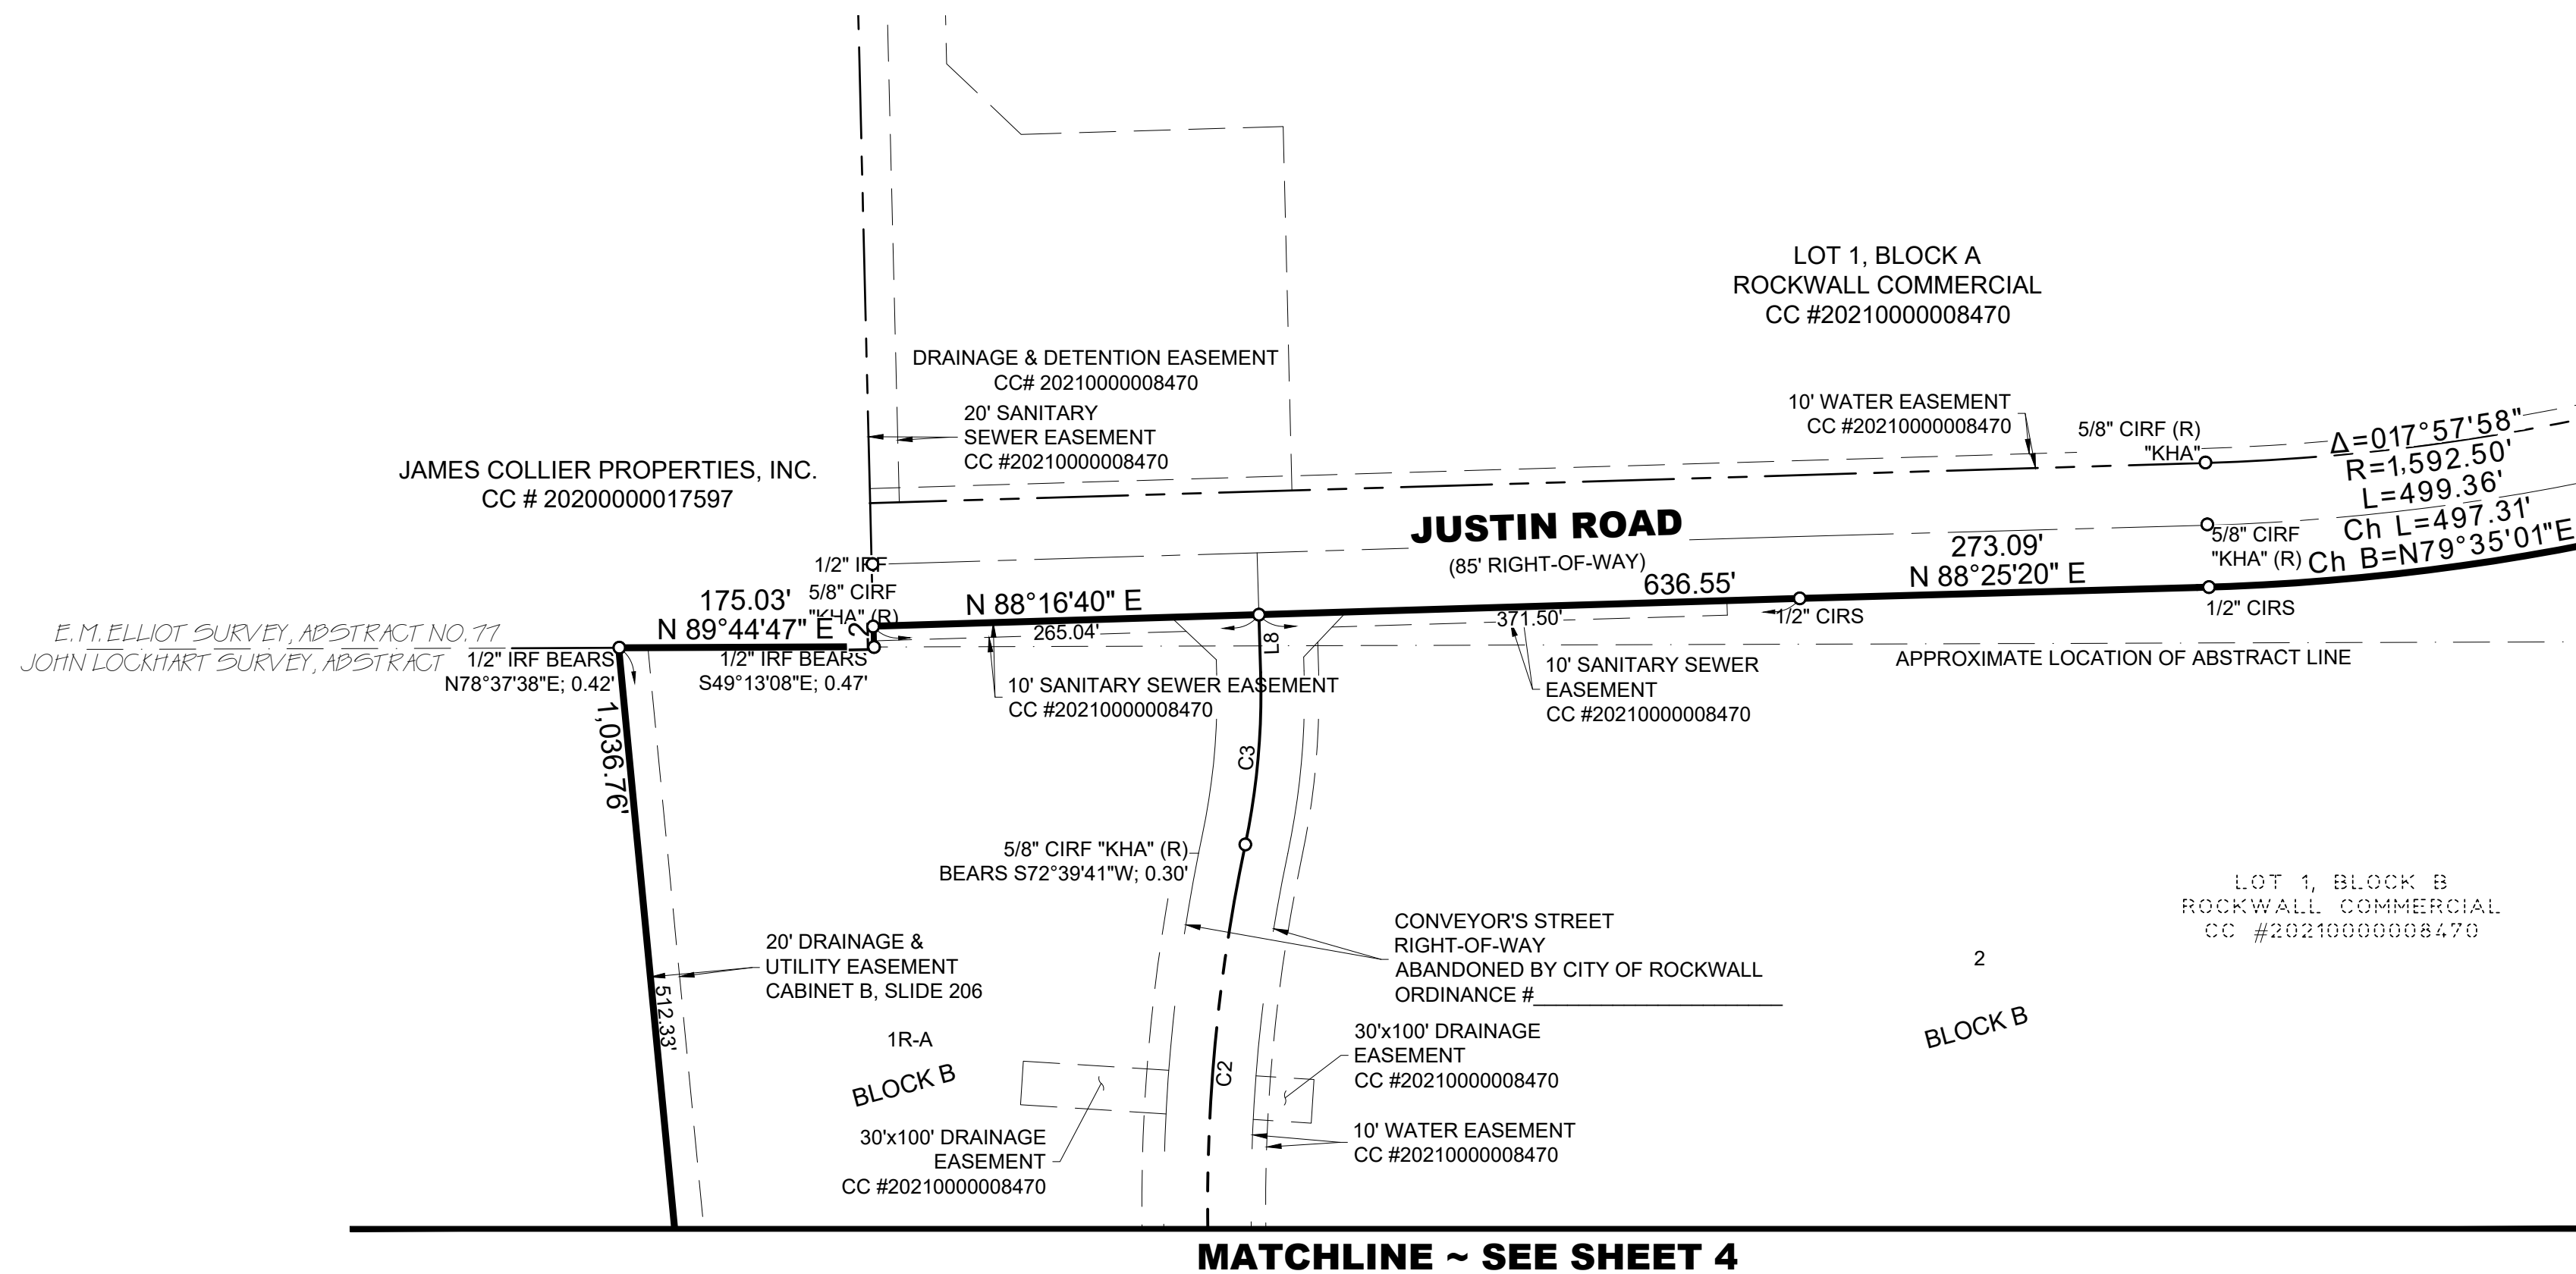 LOT 1, BLOCK A
ROCKWALL COMMERCIAL
CC #20210000008470
DRAINAGE & DETENTION EASEMENT
CC# 20210000008470
20' SANITARY
SEWER EASEMENT
CC #20210000008470
10' WATER EASEMENT
CC #20210000008470
5/8" CIRF (R)
"KHA"
Δ=017°57'58"
R=1,592.50'
L=499.36'
Ch L=497.31'
Ch B=N79°35'01"E
JAMES COLLIER PROPERTIES, INC.
CC # 20200000017597
JUSTIN ROAD
(85' RIGHT-OF-WAY)
5/8" CIRF
"KHA" (R)
273.09'
N 88°25'20" E
636.55'
1/2" IRF
5/8" CIRF
"KHA" (R)
175.03'
N 89°44'47" E
N 88°16'40" E
265.04'
371.50'
1/2" CIRS
1/2" CIRS
E.M. ELLIOT SURVEY, ABSTRACT NO. 77
JOHN LOCKHART SURVEY, ABSTRACT
1/2" IRF BEARS
N78°37'38"E; 0.42'
1/2" IRF BEARS
S49°13'08"E; 0.47'
L8
APPROXIMATE LOCATION OF ABSTRACT LINE
10' SANITARY SEWER EASEMENT
CC #20210000008470
10' SANITARY SEWER
EASEMENT
CC #20210000008470
1,036.76'
C3
5/8" CIRF "KHA" (R)
BEARS S72°39'41"W; 0.30'
LOT 1, BLOCK B
ROCKWALL COMMERCIAL
CC #20210000008470
20' DRAINAGE &
UTILITY EASEMENT
CABINET B, SLIDE 206
512.33'
CONVEYOR'S STREET
RIGHT-OF-WAY
ABANDONED BY CITY OF ROCKWALL
ORDINANCE #______________________
2
BLOCK B
1R-A
BLOCK B
C2
30'x100' DRAINAGE
EASEMENT
CC #20210000008470
30'x100' DRAINAGE
EASEMENT
CC #20210000008470
10' WATER EASEMENT
CC #20210000008470
MATCHLINE ~ SEE SHEET 4